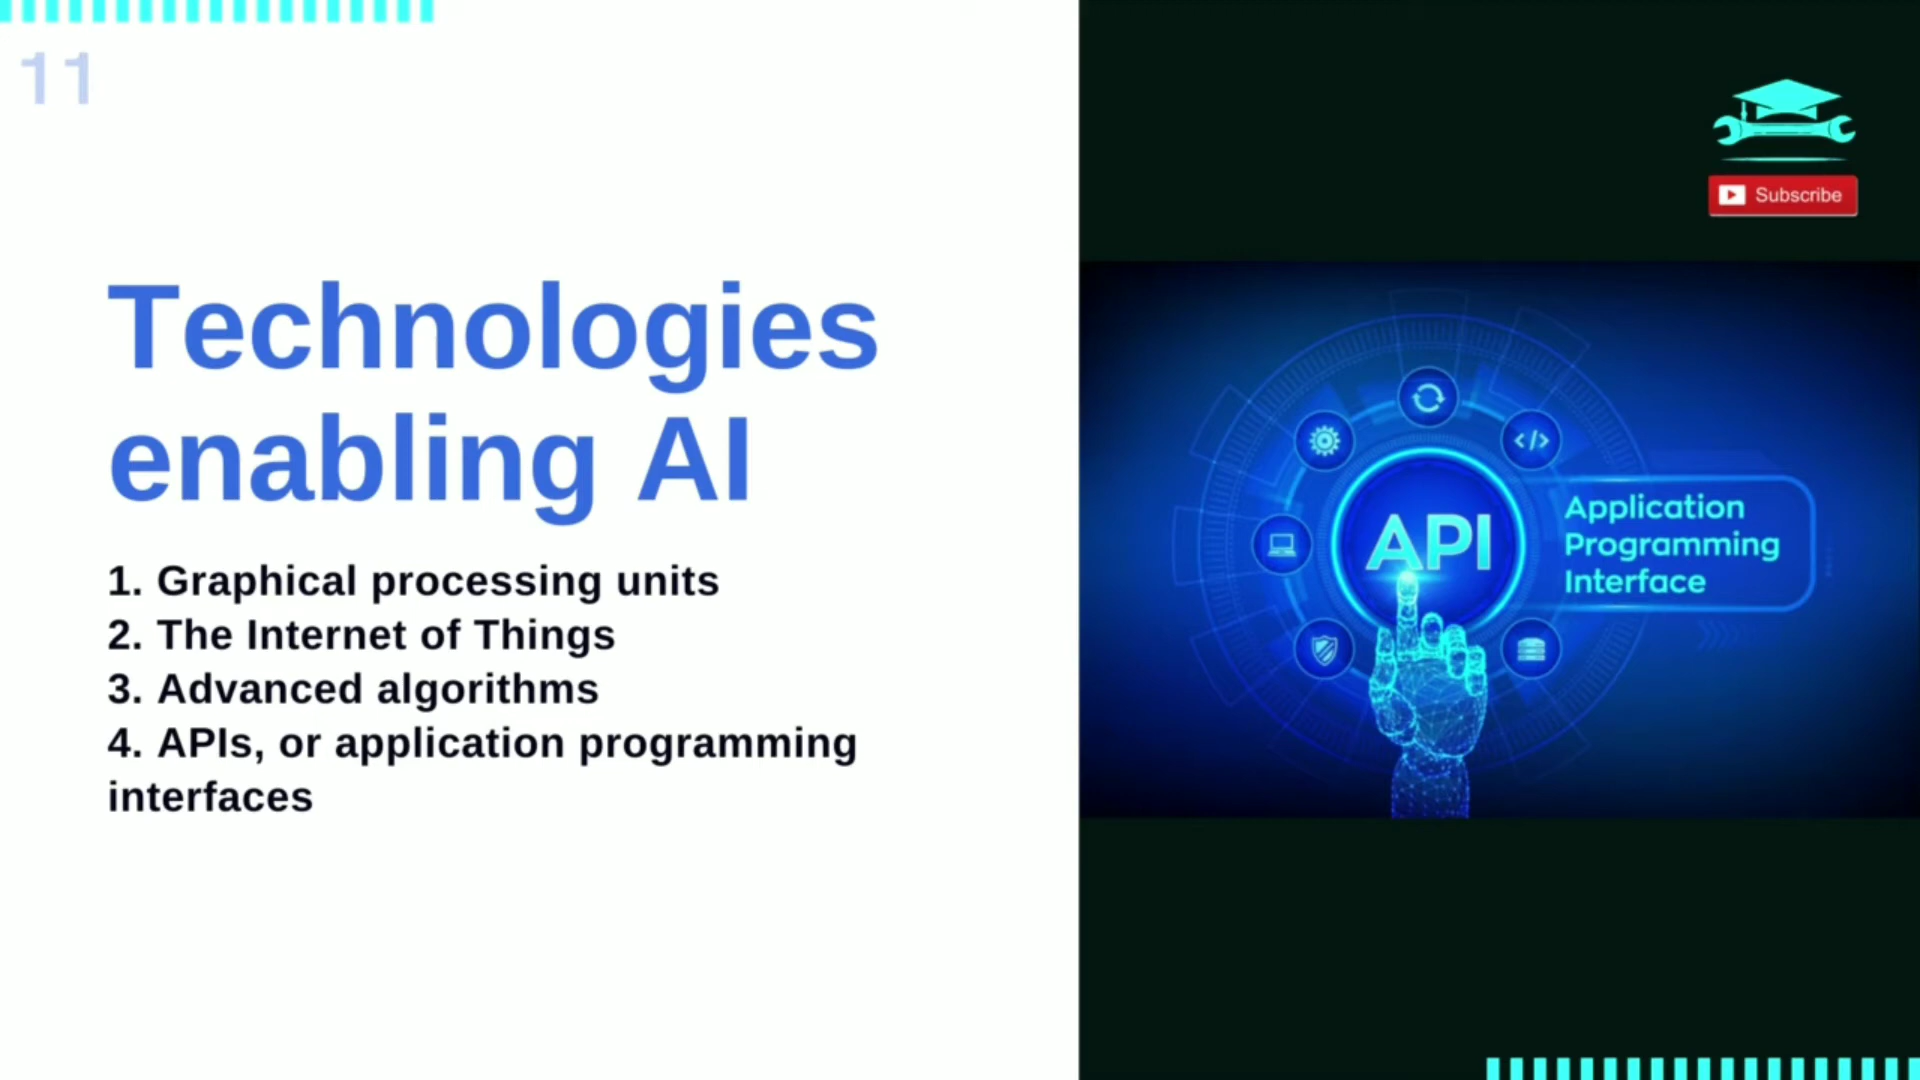 11
Technologies
enabling AI
1. Graphical processing units
2. The Internet of Things
3. Advanced algorithms
4. APIs, or application programming
interfaces
Subscribe
API
Application
Programming
Interface